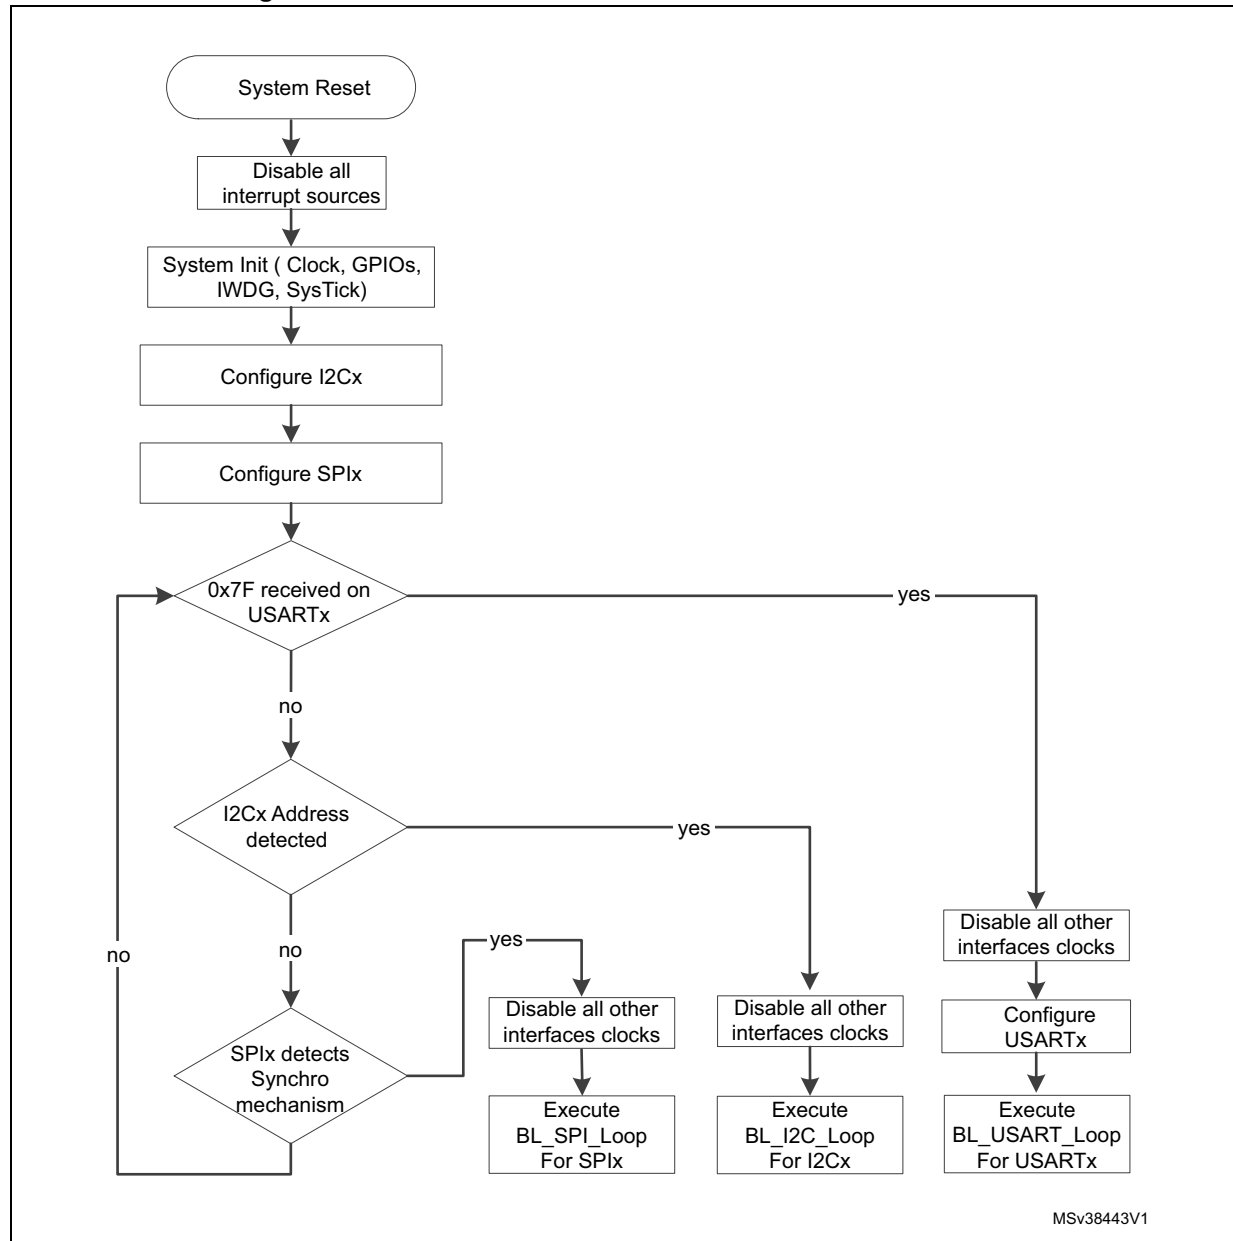 System Reset
Disable all
interrupt sources
System Init ( Clock, GPIOs,
IWDG, SysTick)
Configure I2Cx
Configure SPIx
0x7F received on
USARTx
yes
no
I2Cx Address
detected
yes
no
no
yes
SPIx detects
Synchro
mechanism
Disable all other
interfaces clocks
Execute
BL_SPI_Loop
For SPIx
Disable all other
interfaces clocks
Execute
BL_I2C_Loop
For I2Cx
Disable all other
interfaces clocks
Configure
USARTx
Execute
BL_USART_Loop
For USARTx
MSv38443V1